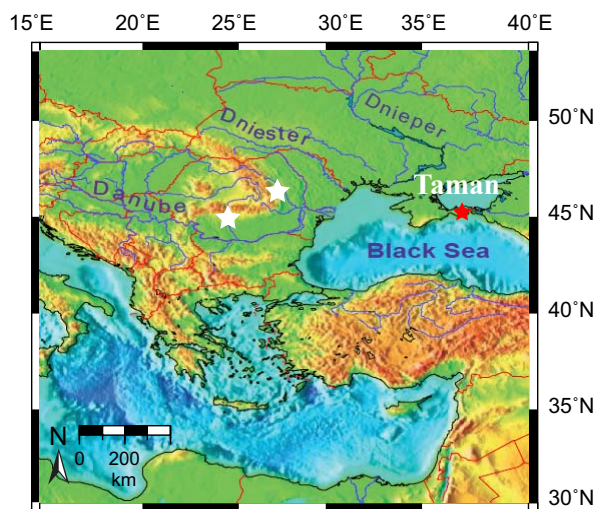 15˚E 20˚E 25˚E 30˚E 35˚E 40˚E
50˚N
Dnieper
Dniester
Taman
Danube
45˚N
Black Sea
40˚N
35˚N
N
0 200
km
30˚N